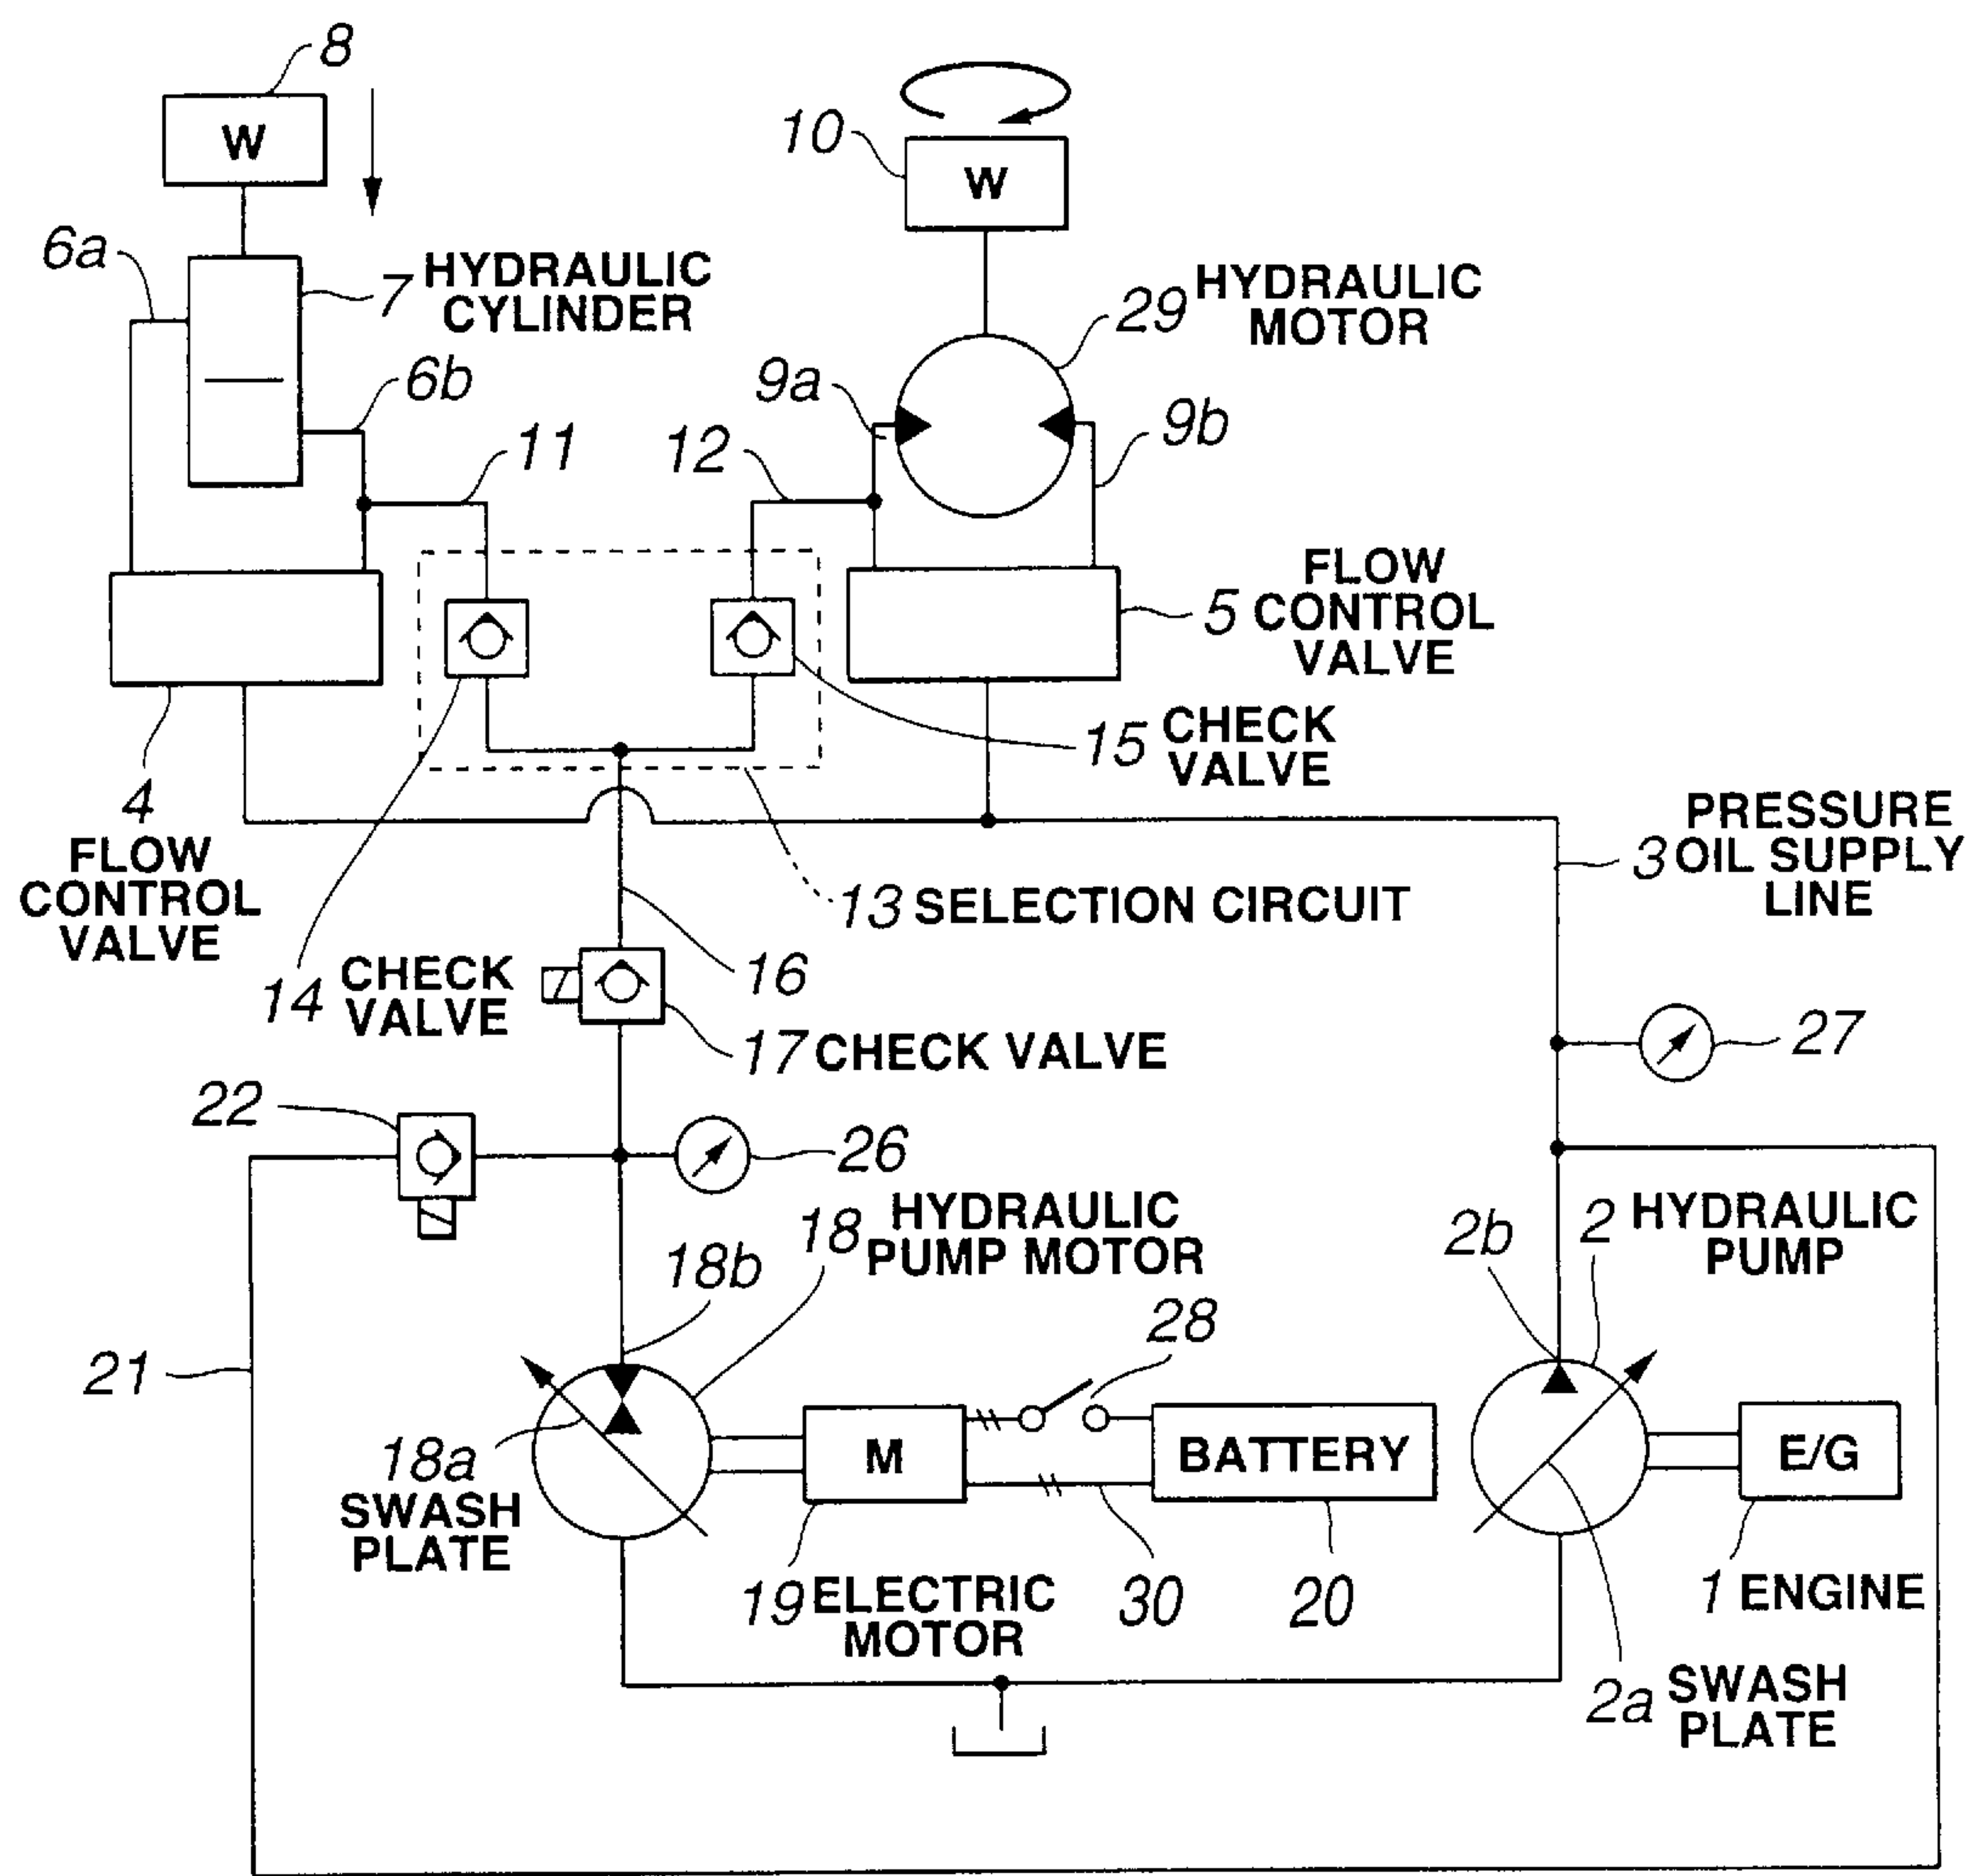 8
W
10
W
6a
7 HYDRAULIC
CYLINDER
29 HYDRAULIC
MOTOR
6b
9a
9b
11
12
FLOW
5 CONTROL
VALVE
15 CHECK
VALVE
4
FLOW
CONTROL
VALVE
PRESSURE
3 OIL SUPPLY
LINE
13 SELECTION CIRCUIT
14 CHECK
VALVE
16
17 CHECK VALVE
27
22
26
18 HYDRAULIC
PUMP MOTOR
18b
2b
2 HYDRAULIC
PUMP
28
21
18a
SWASH
PLATE
M
BATTERY
E/G
19 ELECTRIC
MOTOR
30
20
1 ENGINE
2a SWASH
PLATE